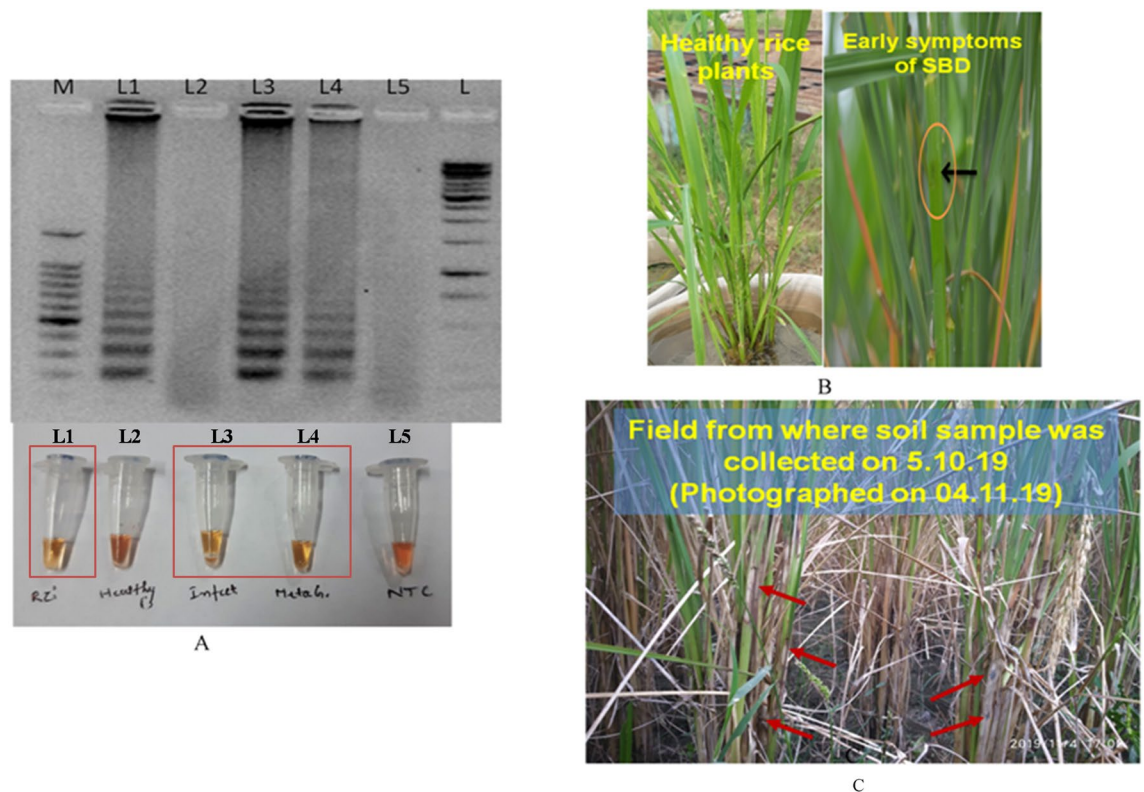 M L1 L2 L3 L4 L5 L
L1 L2 L3 L4 L5
RZi Healthy Infect Metah. NTC
A
Healthy rice
plants
Early symptoms
of SBD
B
Field from where soil sample was
collected on 5.10.19
(Photographed on 04.11.19)
C